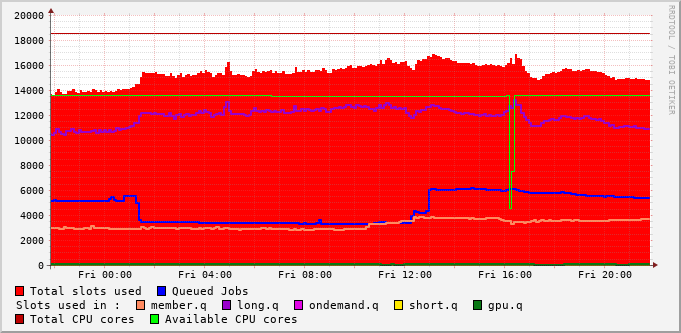 20000
18000
16000
14000
12000
10000
8000
6000
4000
2000
0
Fri 00:00 Fri 04:00 Fri 08:00 Fri 12:00 Fri 16:00 Fri 20:00
Total slots used Queued Jobs
Slots used in : member.q long.q ondemand.q short.q gpu.q
Total CPU cores Available CPU cores
RRDTOOL / TOBI OETIKER